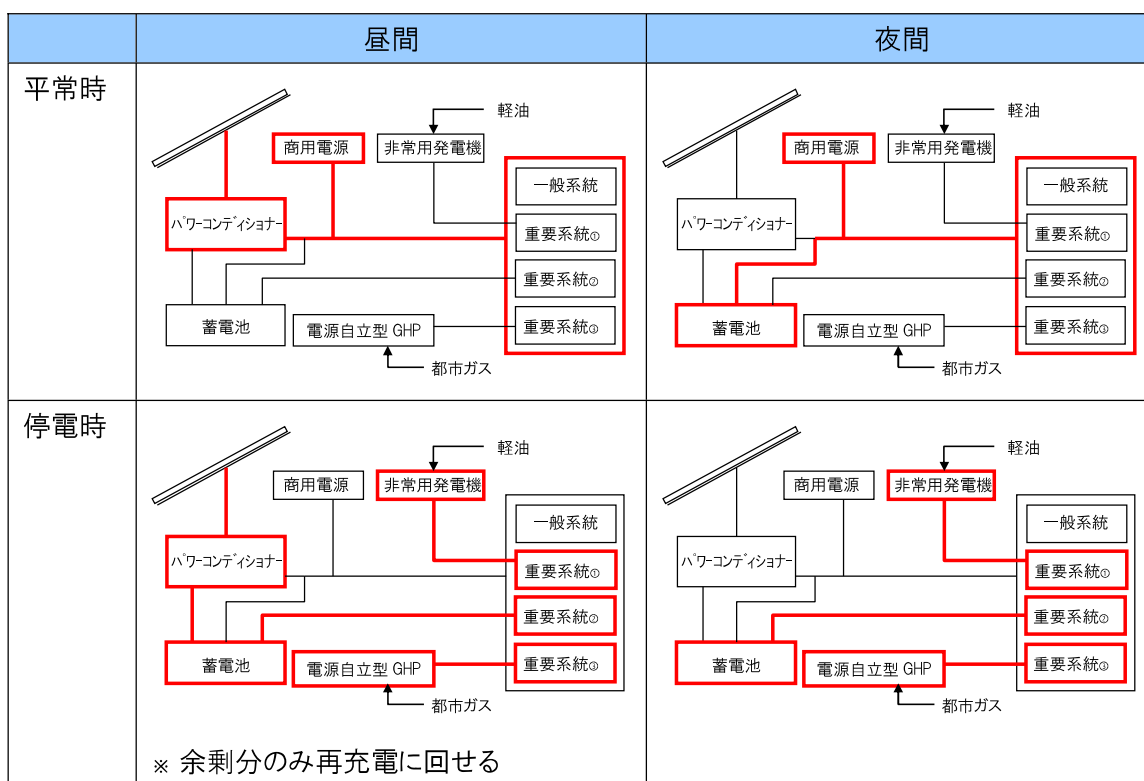 昼間
夜間
平常時
軽油
商用電源
非常用発電機
一般系統
パワーコンディショナー
重要系統①
重要系統②
蓄電池
電源自立型 GHP
重要系統③
都市ガス
軽油
商用電源
非常用発電機
一般系統
パワーコンディショナー
重要系統①
重要系統②
蓄電池
電源自立型 GHP
重要系統③
都市ガス
停電時
軽油
商用電源
非常用発電機
一般系統
パワーコンディショナー
重要系統①
重要系統②
蓄電池
電源自立型 GHP
重要系統③
都市ガス
※ 余剰分のみ再充電に回せる
軽油
商用電源
非常用発電機
一般系統
パワーコンディショナー
重要系統①
重要系統②
蓄電池
電源自立型 GHP
重要系統③
都市ガス